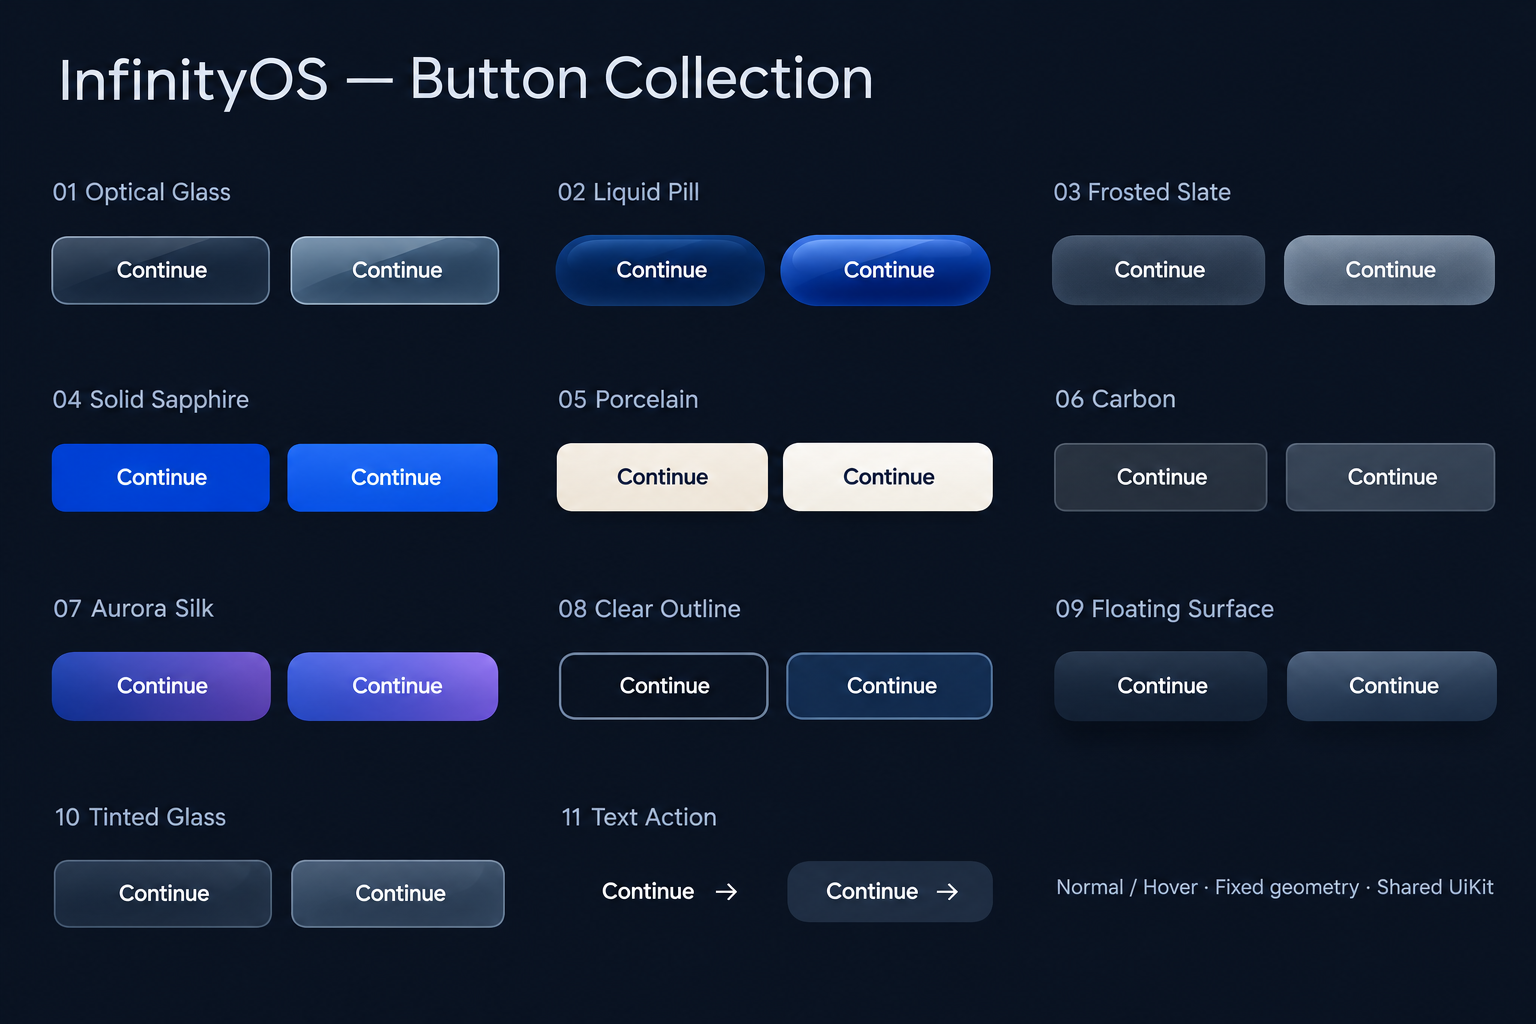 InfinityOS — Button Collection
01 Optical Glass
Continue
Continue
02 Liquid Pill
Continue
Continue
03 Frosted Slate
Continue
Continue
04 Solid Sapphire
Continue
Continue
05 Porcelain
Continue
Continue
06 Carbon
Continue
Continue
07 Aurora Silk
Continue
Continue
08 Clear Outline
Continue
Continue
09 Floating Surface
Continue
Continue
10 Tinted Glass
Continue
Continue
11 Text Action
Continue →
Continue →
Normal / Hover · Fixed geometry · Shared UiKit